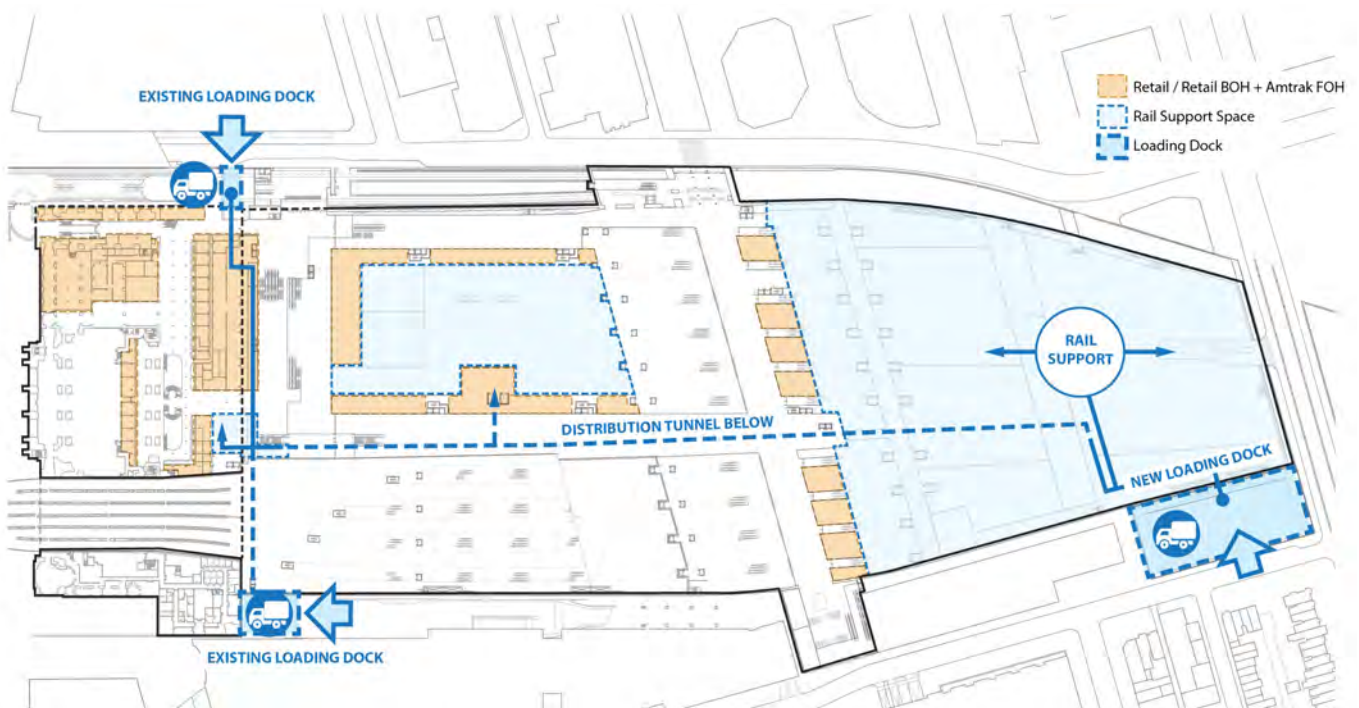 EXISTING LOADING DOCK
Retail / Retail BOH + Amtrak FOH
Rail Support Space
Loading Dock
RAIL
SUPPORT
DISTRIBUTION TUNNEL BELOW
NEW LOADING DOCK
EXISTING LOADING DOCK